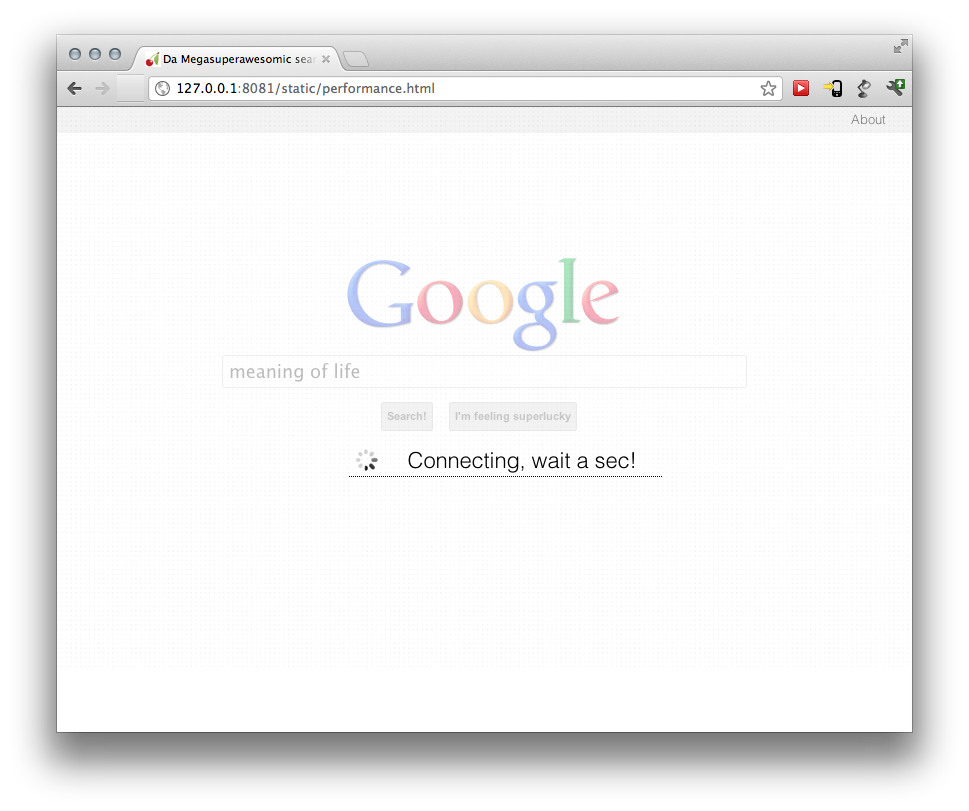 Da Megasuperawesomic sea
127.0.0.1:8081/static/performance.html
About
Google
meaning of life
Search!
I'm feeling superlucky
Connecting, wait a sec!